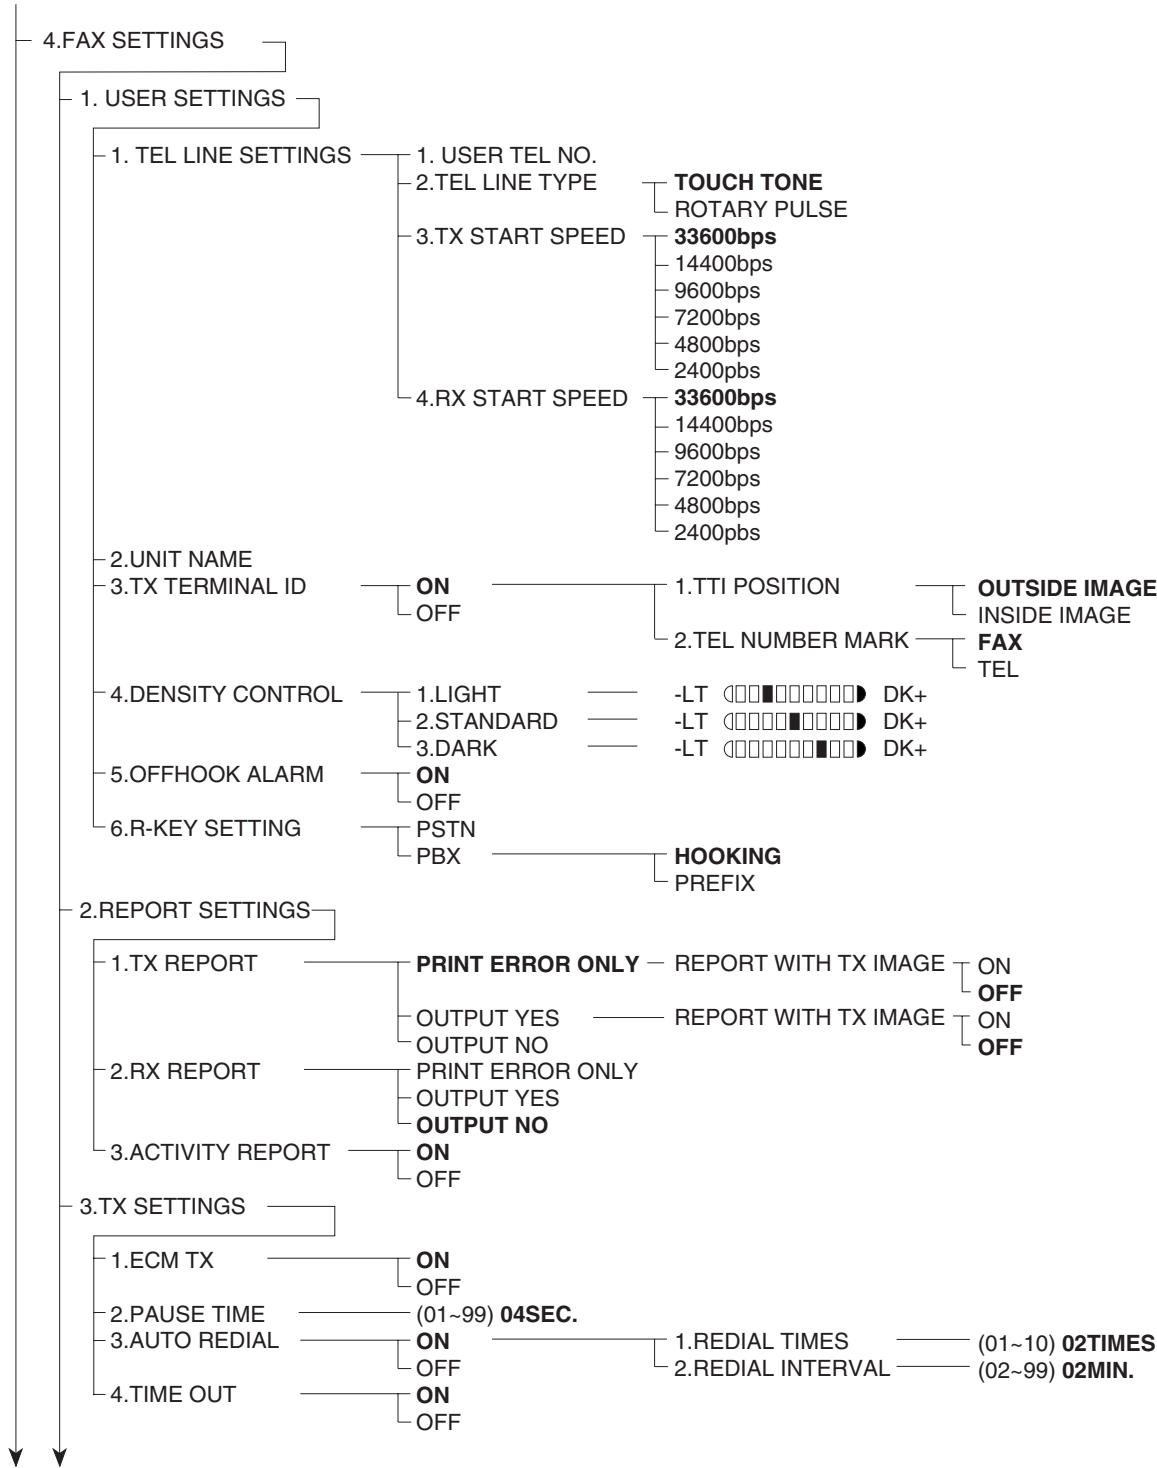 4.FAX SETTINGS
1. USER SETTINGS
1. TEL LINE SETTINGS 1. USER TEL NO.
2.TEL LINE TYPE TOUCH TONE
ROTARY PULSE
3.TX START SPEED 33600bps
14400bps
9600bps
7200bps
4800bps
2400pbs
4.RX START SPEED 33600bps
14400bps
9600bps
7200bps
4800bps
2400pbs
2.UNIT NAME
3.TX TERMINAL ID ON 1.TTI POSITION OUTSIDE IMAGE
OFF INSIDE IMAGE
2.TEL NUMBER MARK FAX
TEL
4.DENSITY CONTROL 1.LIGHT -LT DK+
2.STANDARD -LT DK+
3.DARK -LT DK+
5.OFFHOOK ALARM ON
OFF
6.R-KEY SETTING PSTN
PBX HOOKING
PREFIX
2.REPORT SETTINGS
1.TX REPORT PRINT ERROR ONLY REPORT WITH TX IMAGE ON
OFF
OUTPUT YES REPORT WITH TX IMAGE ON
OUTPUT NO OFF
2.RX REPORT PRINT ERROR ONLY
OUTPUT YES
OUTPUT NO
3.ACTIVITY REPORT ON
OFF
3.TX SETTINGS
1.ECM TX ON
OFF
2.PAUSE TIME (01~99) 04SEC.
3.AUTO REDIAL ON 1.REDIAL TIMES (01~10) 02TIMES
OFF 2.REDIAL INTERVAL (02~99) 02MIN.
4.TIME OUT ON
OFF